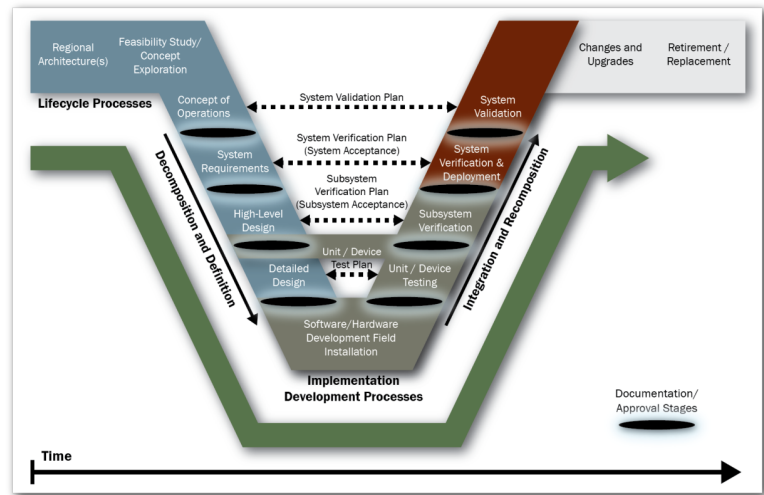 Regional
Architecture(s)
Feasibility Study/
Concept
Exploration
Changes and
Upgrades
Retirement /
Replacement
Lifecycle Processes
Concept of
Operations
System Validation Plan
System
Validation
System
Requirements
System Verification Plan
(System Acceptance)
System
Verification &
Deployment
Decomposition and Definition
Subsystem
Verification Plan
(Subsystem Acceptance)
Integration and Recomposition
High-Level
Design
Subsystem
Verification
Unit / Device
Test Plan
Detailed
Design
Unit / Device
Testing
Software/Hardware
Development Field
Installation
Implementation
Development Processes
Documentation/
Approval Stages
Time